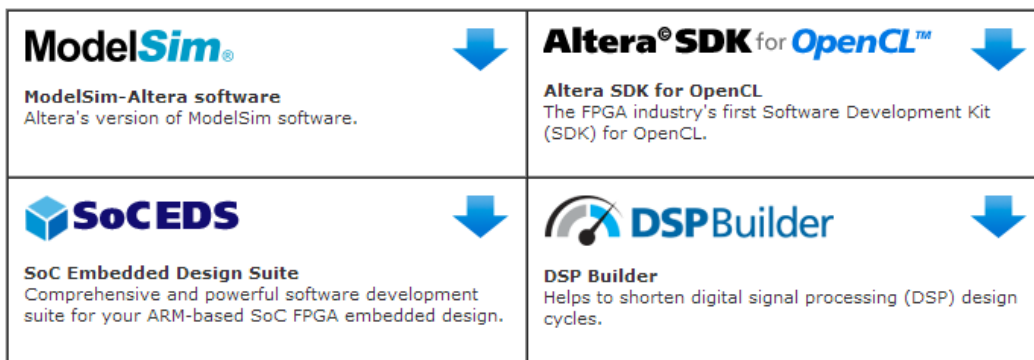 ModelSim®
ModelSim-Altera software
Altera's version of ModelSim software.
Altera® SDK for OpenCL™
Altera SDK for OpenCL
The FPGA industry's first Software Development Kit
(SDK) for OpenCL.
SoCEDS
SoC Embedded Design Suite
Comprehensive and powerful software development
suite for your ARM-based SoC FPGA embedded design.
DSPBuilder
DSP Builder
Helps to shorten digital signal processing (DSP) design
cycles.